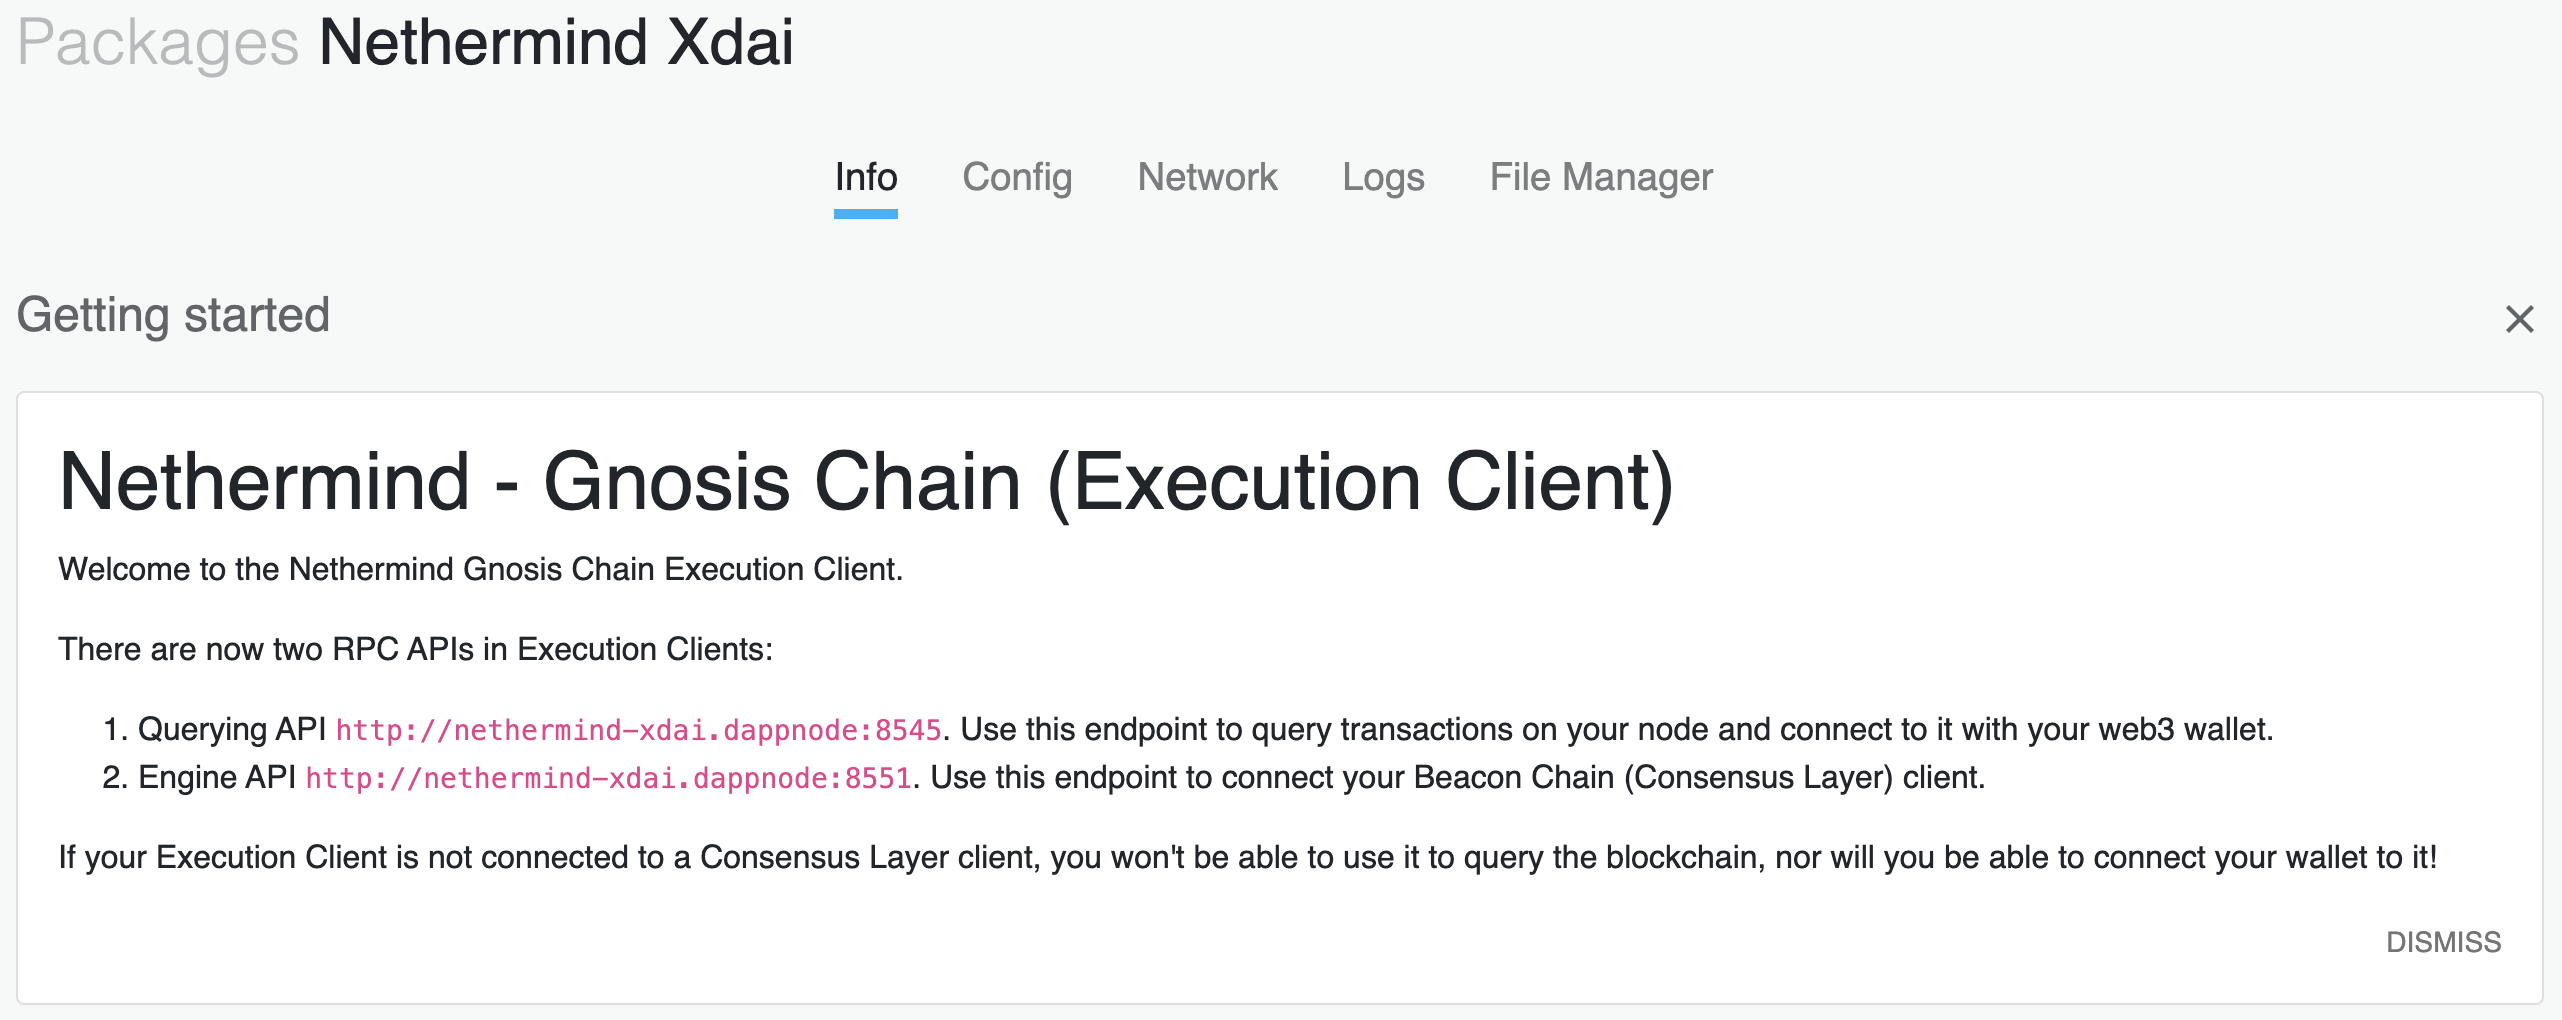 Packages Nethermind Xdai
Info Config Network Logs File Manager
Getting started
Nethermind - Gnosis Chain (Execution Client)
Welcome to the Nethermind Gnosis Chain Execution Client.
There are now two RPC APIs in Execution Clients:
1. Querying API http://nethermind-xdai.dappnode:8545. Use this endpoint to query transactions on your node and connect to it with your web3 wallet.
2. Engine API http://nethermind-xdai.dappnode:8551. Use this endpoint to connect your Beacon Chain (Consensus Layer) client.
If your Execution Client is not connected to a Consensus Layer client, you won't be able to use it to query the blockchain, nor will you be able to connect your wallet to it!
DISMISS